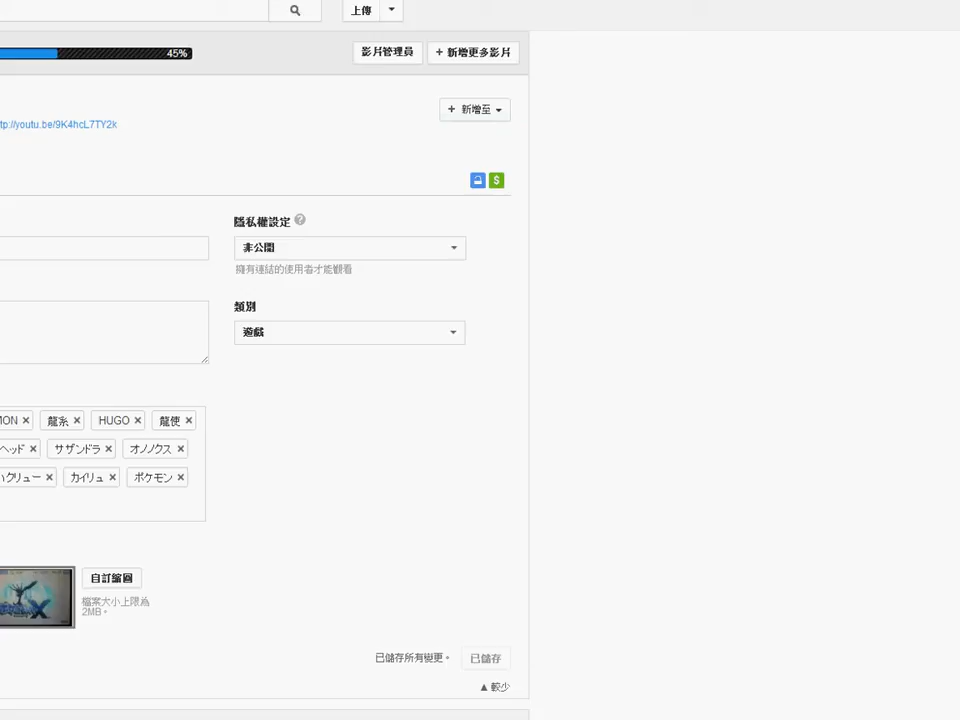 上傳
45%
影片管理員
+ 新增更多影片
+ 新增至
tp://youtu.be/9K4hcL7TY2k
$
隱私權設定 ?
非公開
擁有連結的使用者才能觀看
類別
遊戲
MON × 龍系 × HUGO × 龍使 ×
ヘッド × サザンドラ × オノノクス ×
ハクリュー × カイリュ × ポケモン ×
自訂縮圖
檔案大小上限為
2MB。
已儲存所有變更。
已儲存
▲ 較少